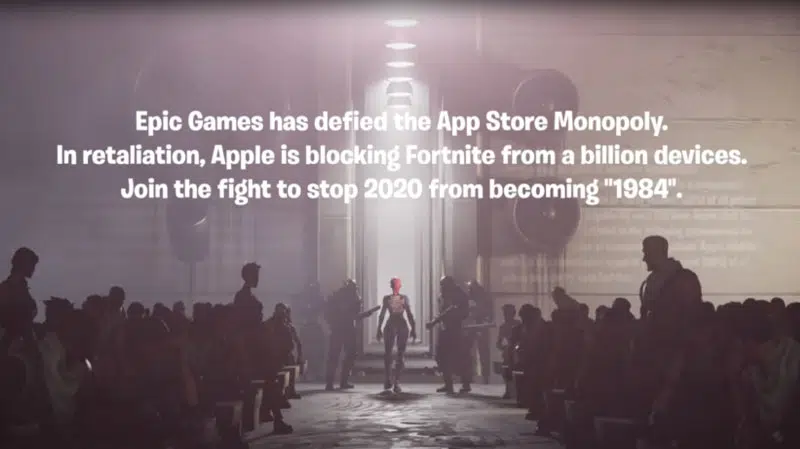 Epic Games has defied the App Store Monopoly.
In retaliation, Apple is blocking Fortnite from a billion devices.
Join the fight to stop 2020 from becoming "1984".